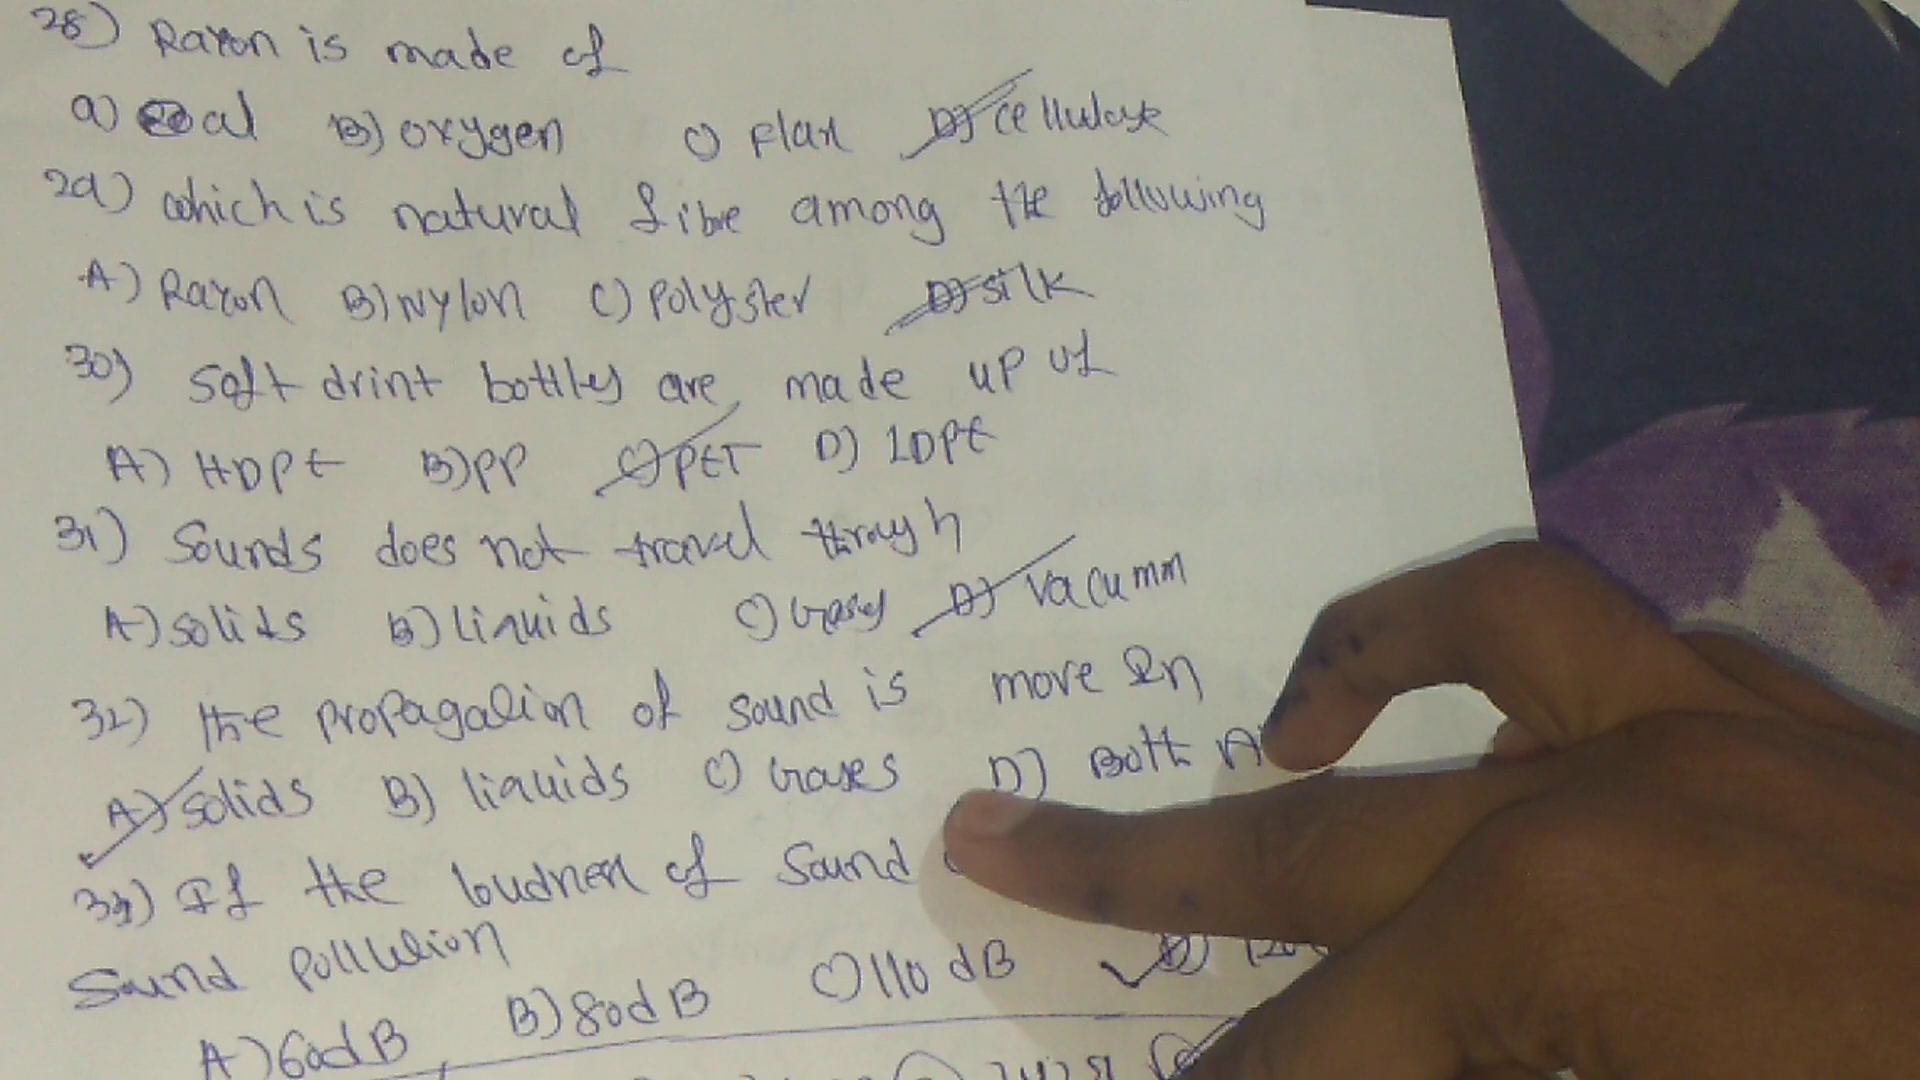 28) Rayon is made of
a) coal B) oxygen C) Flax D) cellulose
29) which is natural fibre among the following
A) Rayon B) Nylon C) Polyster D) silk
30) Soft drint bottles are made up of
A) HDPE B) PP C) PET D) LDPE
31) Sounds does not travel through
A) solids B) liquids C) Gases D) Vacumm
32) the propagation of sound is more In
A) solids B) liquids C) Gases D) Both A
33) If the loudness of Sound
Sound Pollution
A) 60dB B) 80dB C) 110 dB D)